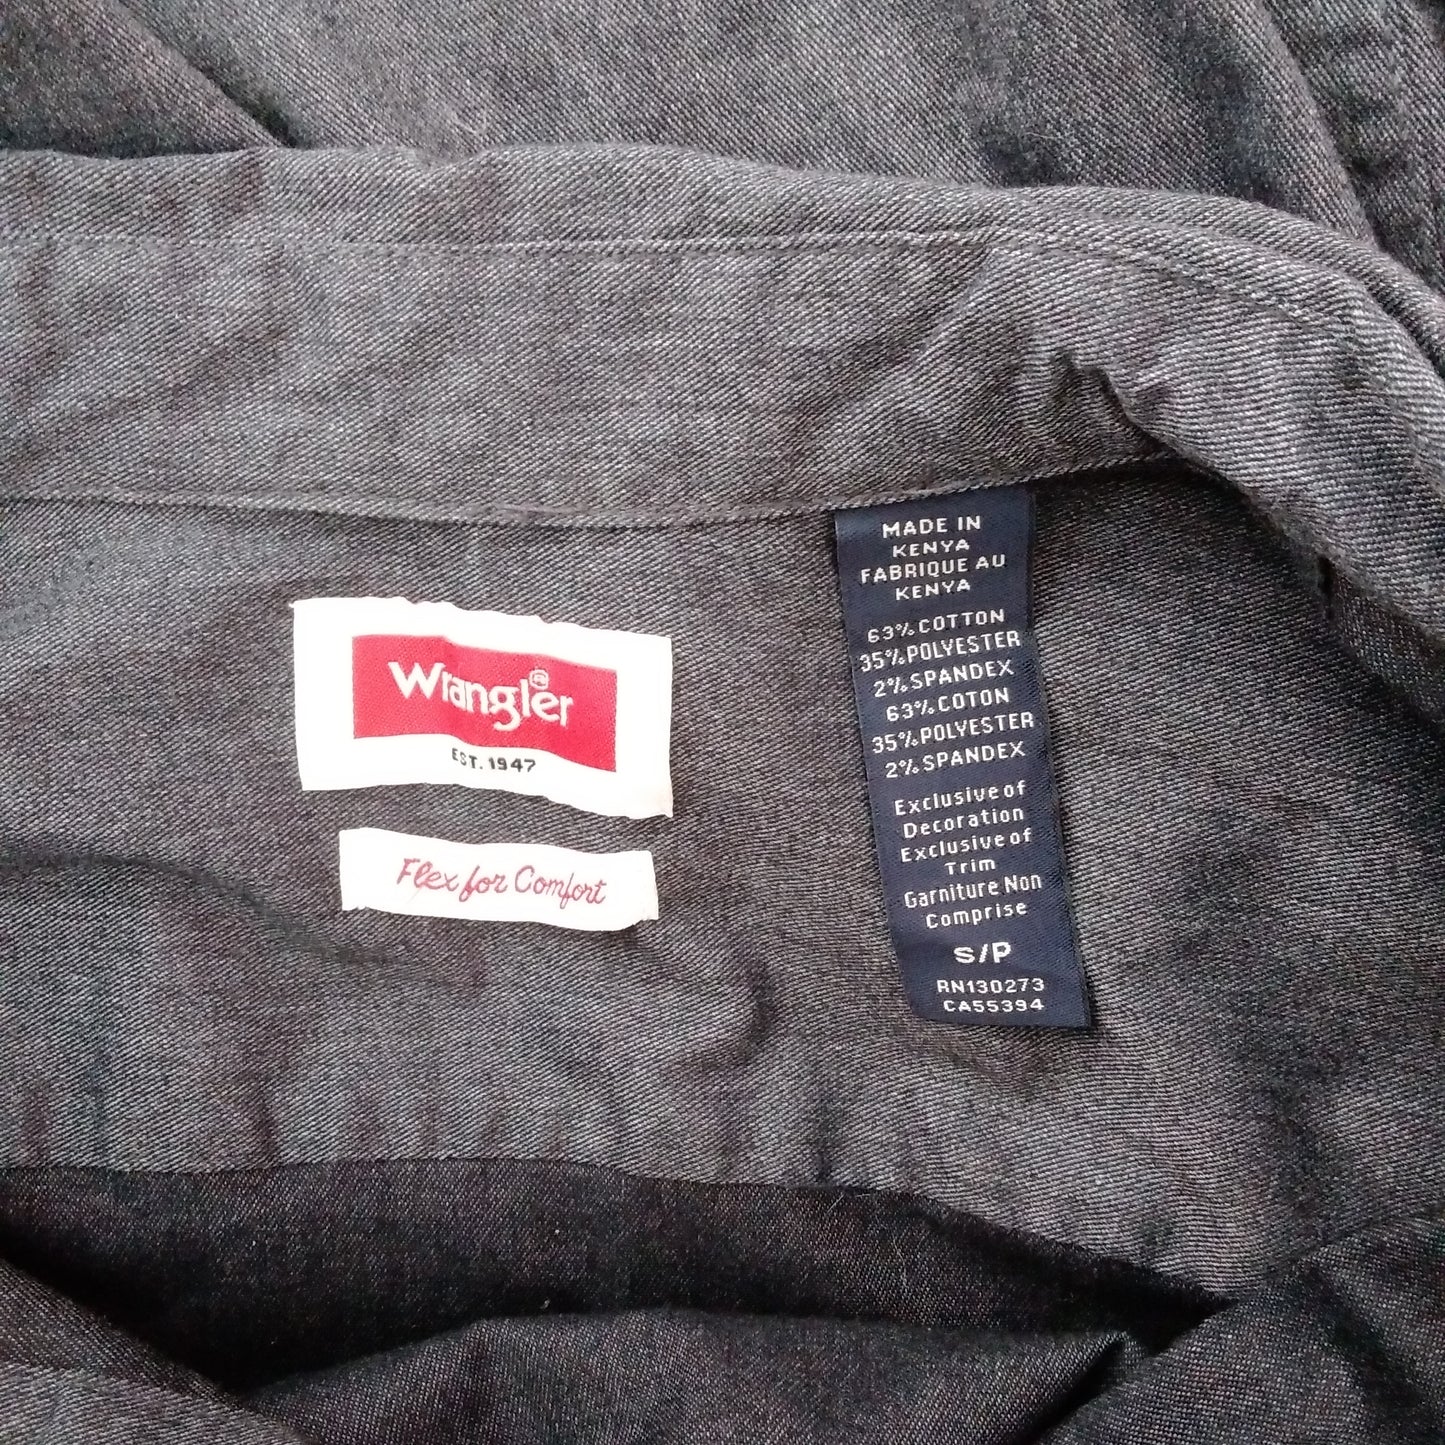 Wrangler®
EST. 1947
Flex for Comfort
MADE IN
KENYA
FABRIQUE AU
KENYA
63% COTTON
35% POLYESTER
2% SPANDEX
63% COTON
35% POLYESTER
2% SPANDEX
Exclusive of
Decoration
Exclusive of
Trim
Garniture Non
Comprise
S/P
RN130273
CA55394